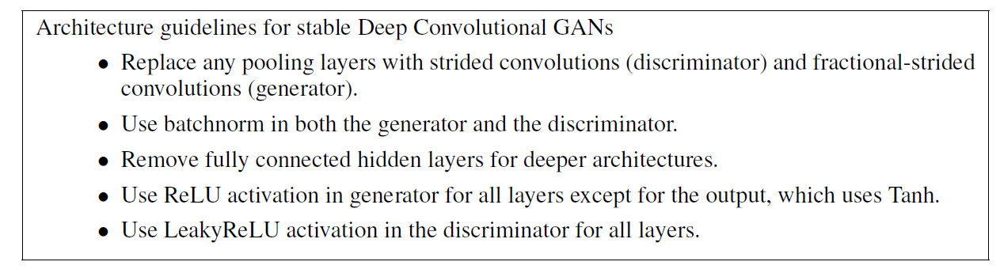 Architecture guidelines for stable Deep Convolutional GANs
• Replace any pooling layers with strided convolutions (discriminator) and fractional-strided
convolutions (generator).
• Use batchnorm in both the generator and the discriminator.
• Remove fully connected hidden layers for deeper architectures.
• Use ReLU activation in generator for all layers except for the output, which uses Tanh.
• Use LeakyReLU activation in the discriminator for all layers.